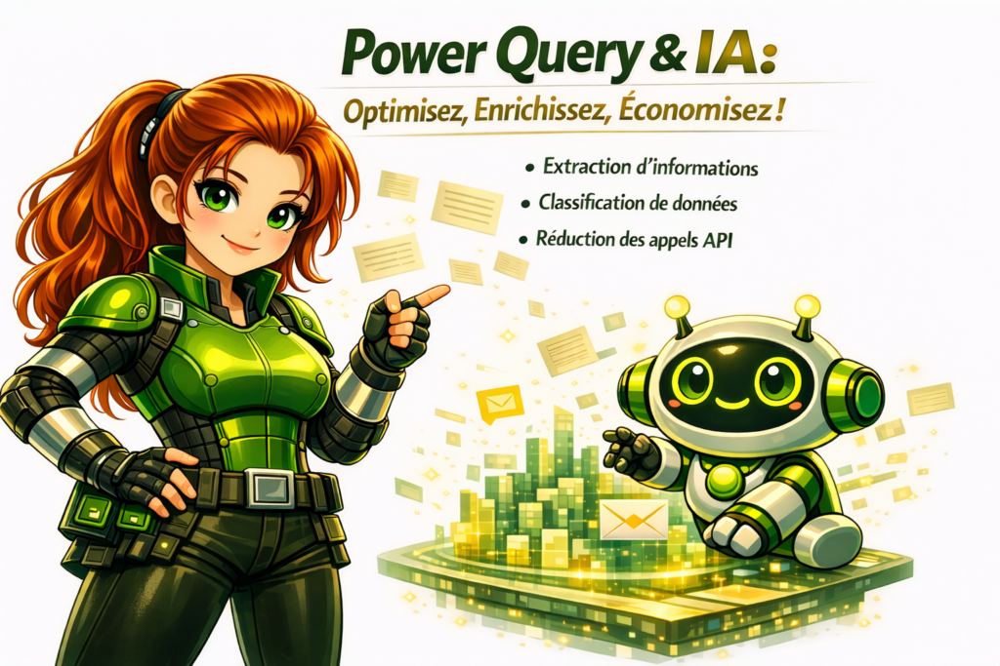 Power Query & IA:
Optimisez, Enrichissez, Économisez !
• Extraction d'informations
• Classification de données
• Réduction des appels API